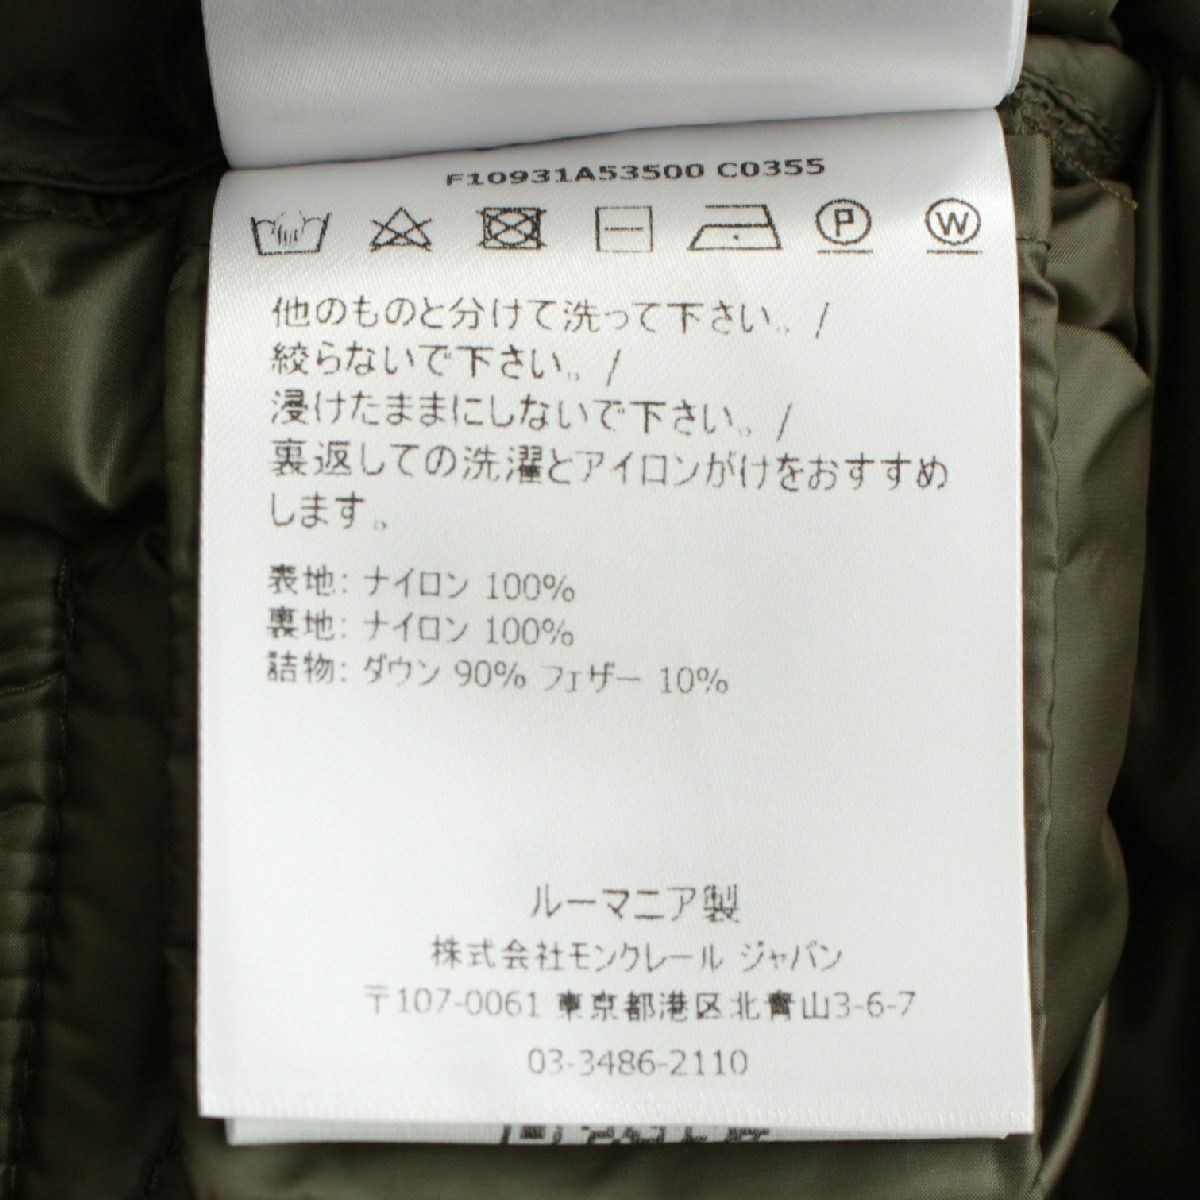 F10931A53500 C0355
P W
他のものと分けて洗って下さい。/
絞らないで下さい。/
浸けたままにしないで下さい。/
裏返しての洗濯とアイロンがけをおすすめ
します。
表地: ナイロン 100%
裏地: ナイロン 100%
詰物: ダウン 90% フェザー 10%
ルーマニア製
株式会社モンクレール ジャパン
〒107-0061 東京都港区北青山3-6-7
03-3486-2110